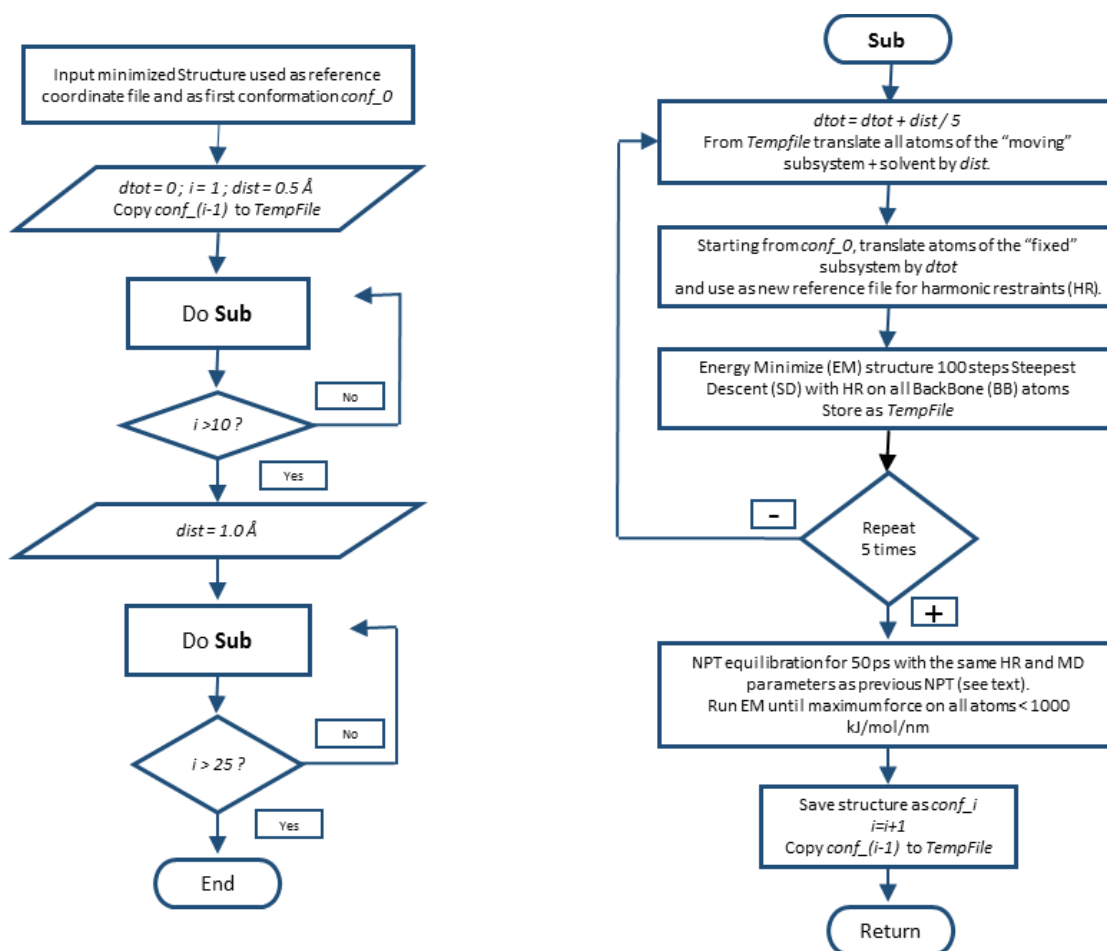 Input minimized Structure used as reference
coordinate file and as first conformation conf_0
dtot = 0 ; i = 1 ; dist = 0.5 Å
Copy conf_(i-1) to TempFile
Do Sub
No
i >10 ?
Yes
dist = 1.0 Å
Do Sub
No
i > 25 ?
Yes
End
Sub
dtot = dtot + dist / 5
From Tempfile translate all atoms of the “moving”
subsystem + solvent by dist.
Starting from conf_0, translate atoms of the “fixed”
subsystem by dtot
and use as new reference file for harmonic restraints (HR).
Energy Minimize (EM) structure 100 steps Steepest
Descent (SD) with HR on all BackBone (BB) atoms
Store as TempFile
-
Repeat
5 times
+
NPT equilibration for 50 ps with the same HR and MD
parameters as previous NPT (see text).
Run EM until maximum force on all atoms < 1000
kJ/mol/nm
Save structure as conf_i
i=i+1
Copy conf_(i-1) to TempFile
Return